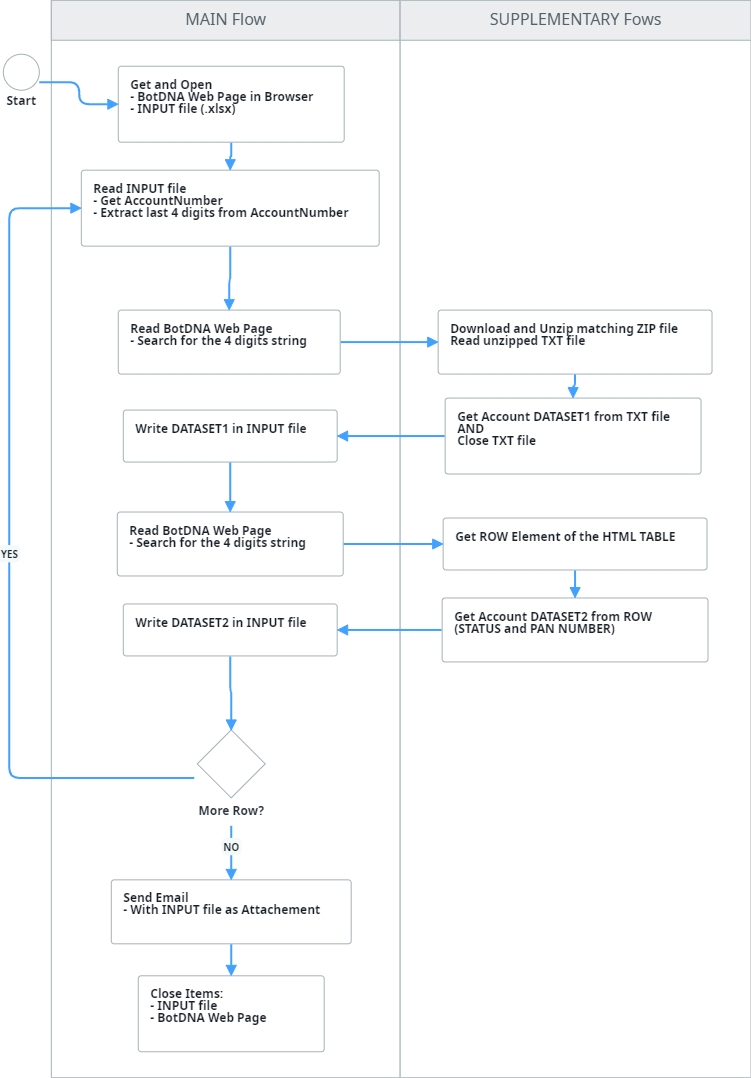 MAIN Flow
SUPPLEMENTARY Fows
Start
Get and Open
- BotDNA Web Page in Browser
- INPUT file (.xlsx)
Read INPUT file
- Get AccountNumber
- Extract last 4 digits from AccountNumber
Read BotDNA Web Page
- Search for the 4 digits string
Download and Unzip matching ZIP file
Read unzipped TXT file
Get Account DATASET1 from TXT file
AND
Close TXT file
Write DATASET1 in INPUT file
Read BotDNA Web Page
- Search for the 4 digits string
Get ROW Element of the HTML TABLE
Get Account DATASET2 from ROW
(STATUS and PAN NUMBER)
Write DATASET2 in INPUT file
More Row?
YES
NO
Send Email
- With INPUT file as Attachement
Close Items:
- INPUT file
- BotDNA Web Page